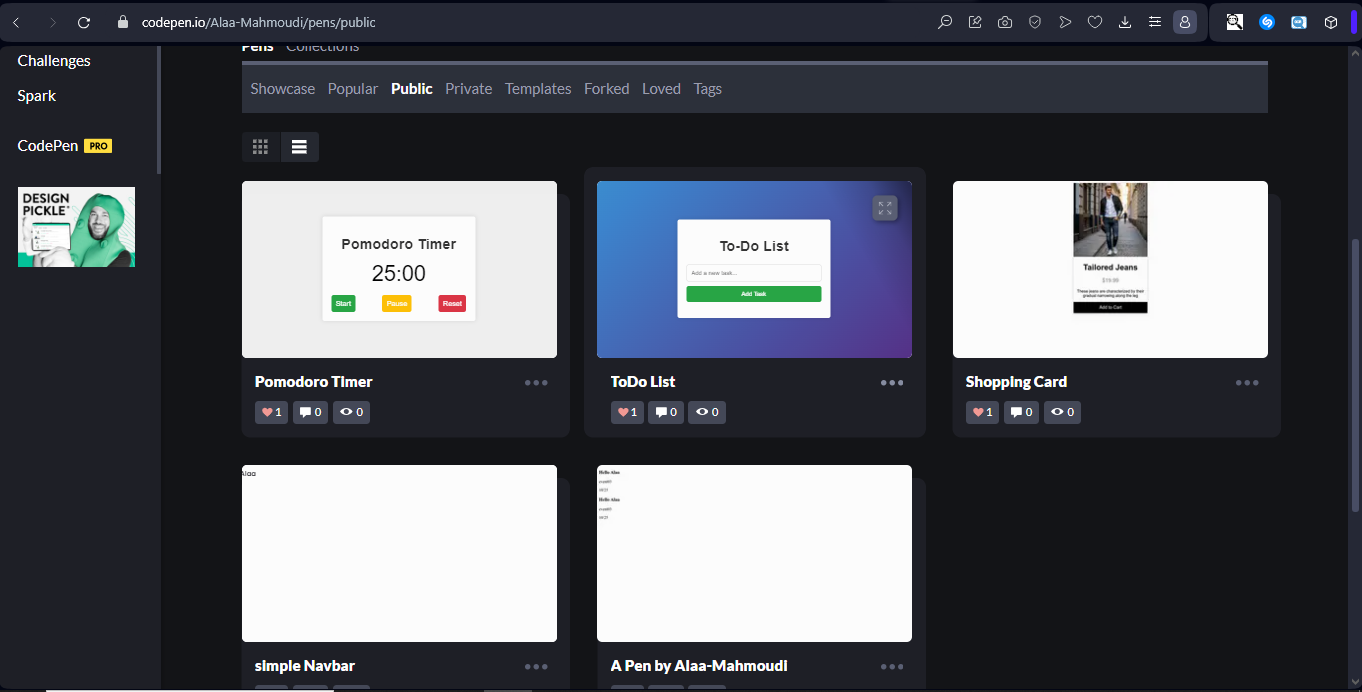 codepen.io/Alaa-Mahmoudi/pens/public
Challenges
Spark
CodePen PRO
DESIGN
PICKLE
Pens Collections
Showcase Popular Public Private Templates Forked Loved Tags
Pomodoro Timer
25:00
Start Pause Reset
Pomodoro Timer
1 0 0
To-Do List
Add a new task...
Add Task
ToDo List
1 0 0
Tailored Jeans
$19.99
These jeans are characterized by their
gradual narrowing along the leg
Add to Cart
Shopping Card
1 0 0
Alaa
simple Navbar
Hello Alaa
Hello Alaa
A Pen by Alaa-Mahmoudi